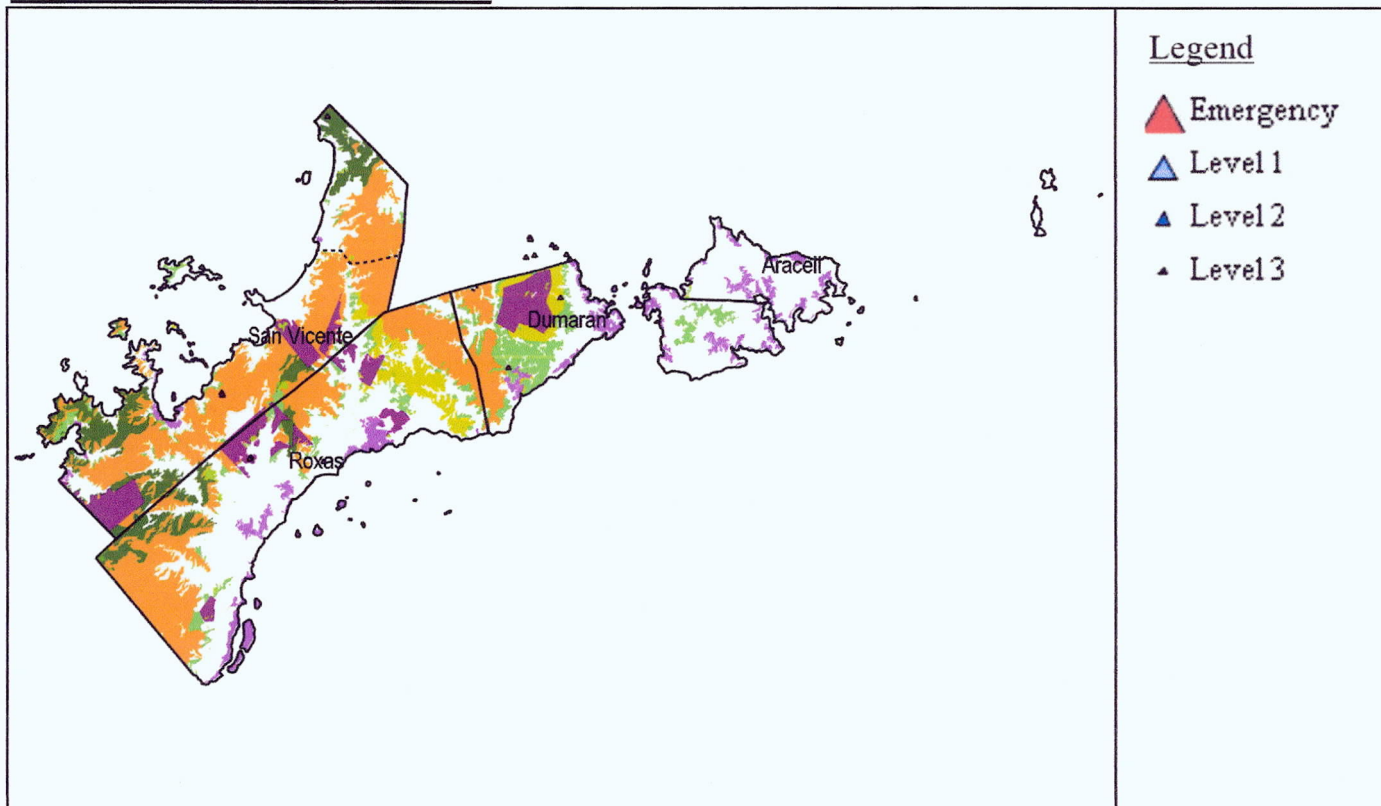 Legend
Emergency
Level 1
Level 2
Level 3
Araceli
Dumaran
San Vicente
Roxas